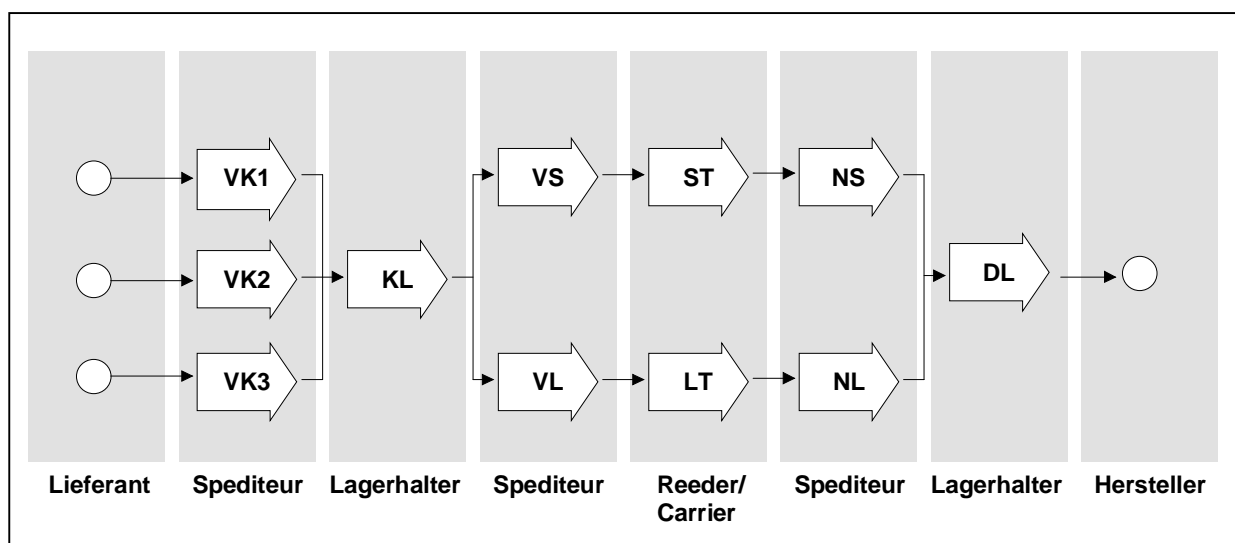 VK1
VS
ST
NS
VK2
KL
DL
VK3
VL
LT
NL
Lieferant
Spediteur
Lagerhalter
Spediteur
Reeder/
Carrier
Spediteur
Lagerhalter
Hersteller